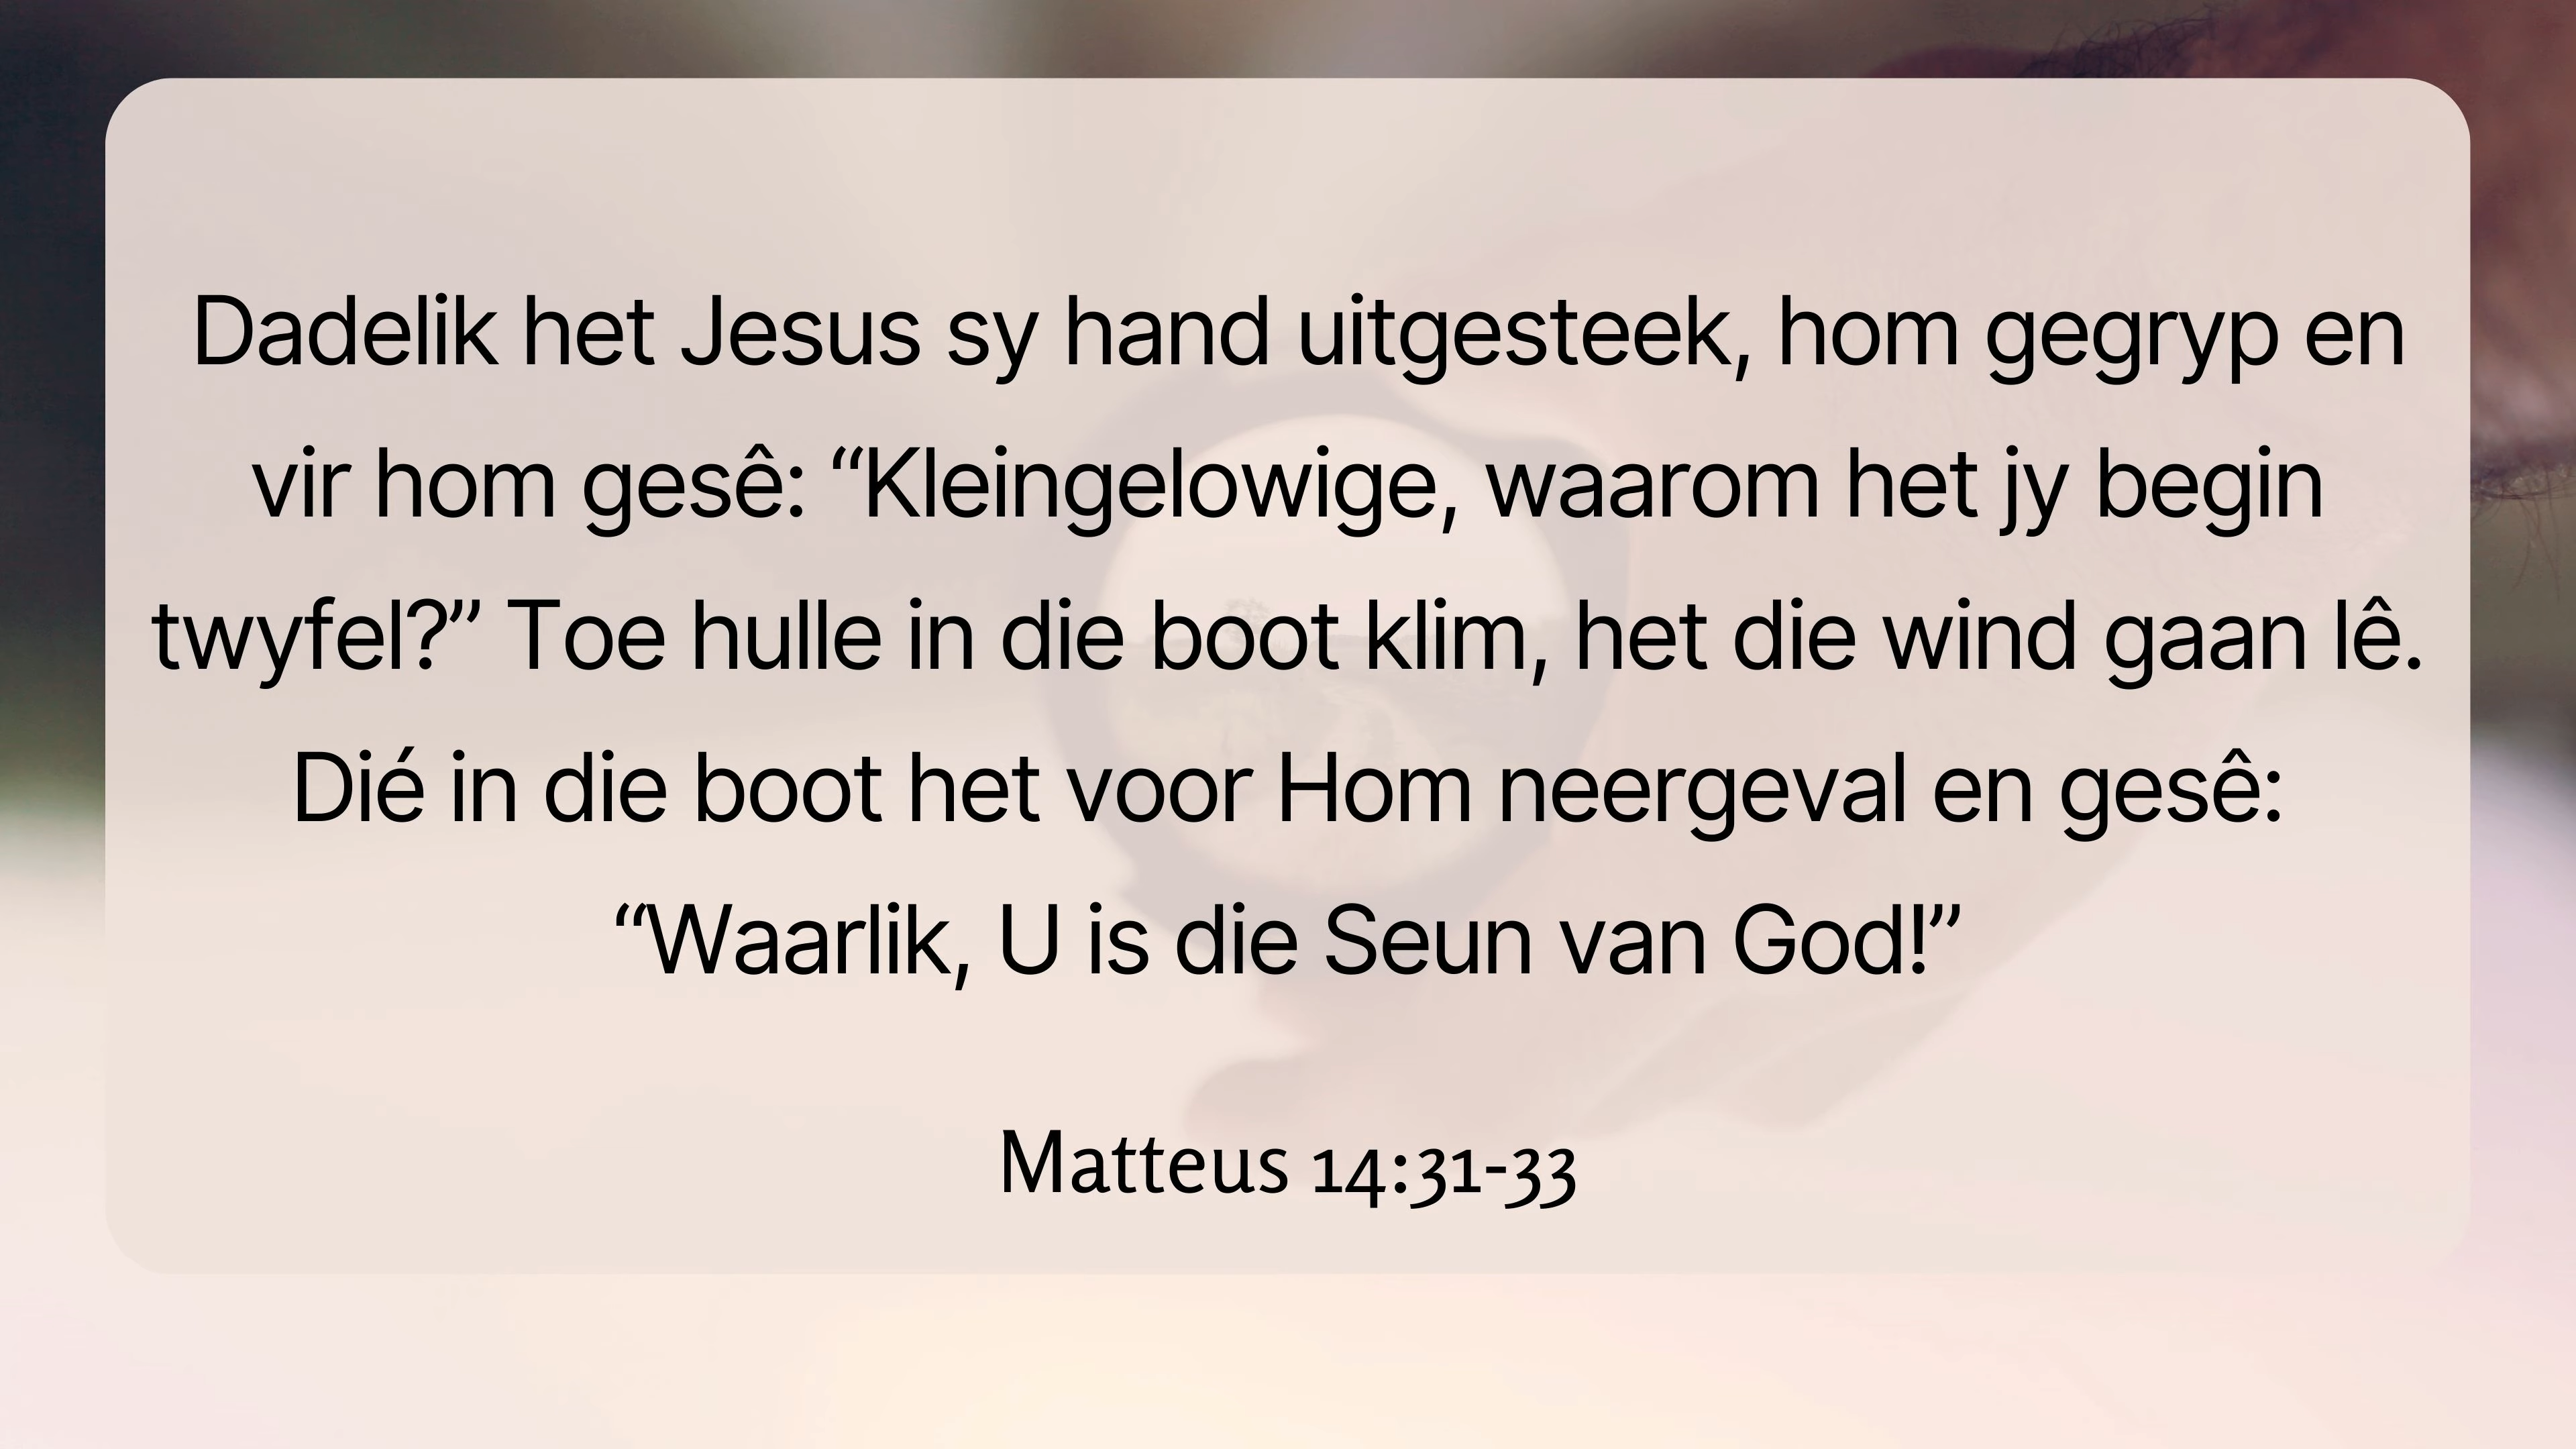 Dadelik het Jesus sy hand uitgesteek, hom gegryp en
vir hom gesê: “Kleingelowige, waarom het jy begin
twyfel?” Toe hulle in die boot klim, het die wind gaan lê.
Dié in die boot het voor Hom neergeval en gesê:
“Waarlik, U is die Seun van God!”
Matteus 14:31-33